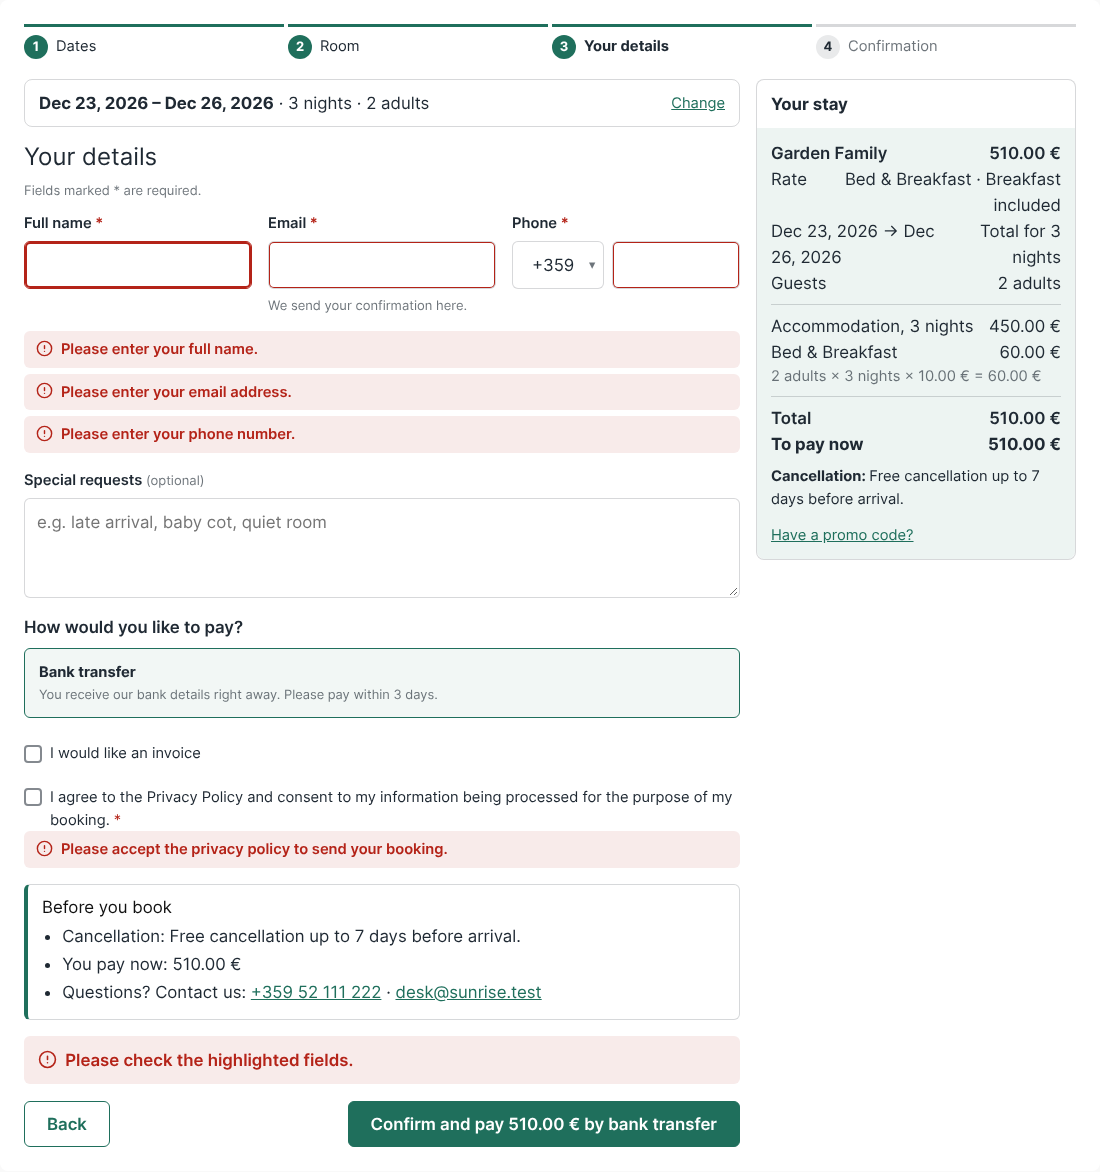 1 Dates
2 Room
3 Your details
4 Confirmation
Dec 23, 2026 – Dec 26, 2026 · 3 nights · 2 adults
Change
Your details
Fields marked * are required.
Full name *
Email *
Phone *
+359
We send your confirmation here.
Please enter your full name.
Please enter your email address.
Please enter your phone number.
Special requests (optional)
e.g. late arrival, baby cot, quiet room
How would you like to pay?
Bank transfer
You receive our bank details right away. Please pay within 3 days.
I would like an invoice
I agree to the Privacy Policy and consent to my information being processed for the purpose of my
booking. *
Please accept the privacy policy to send your booking.
Before you book
• Cancellation: Free cancellation up to 7 days before arrival.
• You pay now: 510.00 €
• Questions? Contact us: +359 52 111 222 · desk@sunrise.test
Please check the highlighted fields.
Back
Confirm and pay 510.00 € by bank transfer
Your stay
Garden Family 510.00 €
Rate Bed & Breakfast · Breakfast
included
Dec 23, 2026 → Dec Total for 3
26, 2026 nights
Guests 2 adults
Accommodation, 3 nights 450.00 €
Bed & Breakfast 60.00 €
2 adults × 3 nights × 10.00 € = 60.00 €
Total 510.00 €
To pay now 510.00 €
Cancellation: Free cancellation up to 7
days before arrival.
Have a promo code?